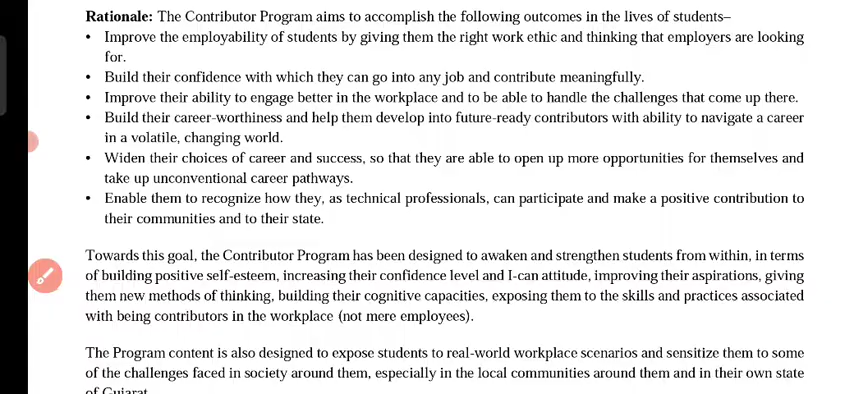 Rationale: The Contributor Program aims to accomplish the following outcomes in the lives of students–
• Improve the employability of students by giving them the right work ethic and thinking that employers are looking
for.
• Build their confidence with which they can go into any job and contribute meaningfully.
• Improve their ability to engage better in the workplace and to be able to handle the challenges that come up there.
• Build their career-worthiness and help them develop into future-ready contributors with ability to navigate a career
in a volatile, changing world.
• Widen their choices of career and success, so that they are able to open up more opportunities for themselves and
take up unconventional career pathways.
• Enable them to recognize how they, as technical professionals, can participate and make a positive contribution to
their communities and to their state.
Towards this goal, the Contributor Program has been designed to awaken and strengthen students from within, in terms
of building positive self-esteem, increasing their confidence level and I-can attitude, improving their aspirations, giving
them new methods of thinking, building their cognitive capacities, exposing them to the skills and practices associated
with being contributors in the workplace (not mere employees).
The Program content is also designed to expose students to real-world workplace scenarios and sensitize them to some
of the challenges faced in society around them, especially in the local communities around them and in their own state
of Gujarat